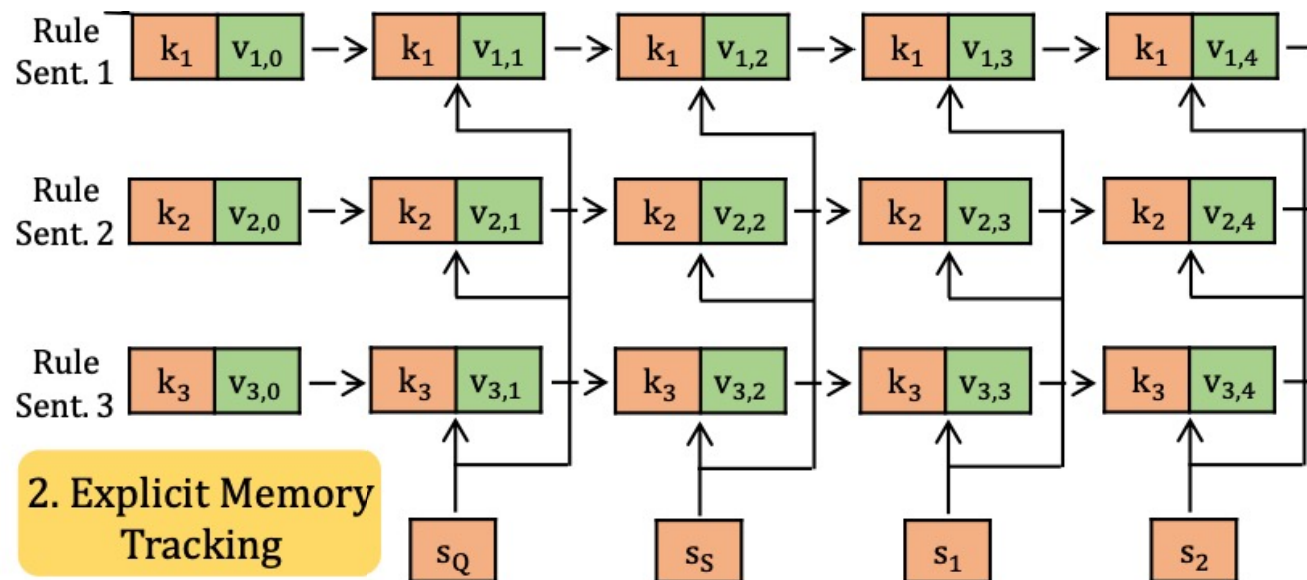 Rule Sent. 1
k₁ v₁,₀ k₁ v₁,₁ k₁ v₁,₂ k₁ v₁,₃ k₁ v₁,₄
Rule Sent. 2
k₂ v₂,₀ k₂ v₂,₁ k₂ v₂,₂ k₂ v₂,₃ k₂ v₂,₄
Rule Sent. 3
k₃ v₃,₀ k₃ v₃,₁ k₃ v₃,₂ k₃ v₃,₃ k₃ v₃,₄
2. Explicit Memory
Tracking
s_Q s_S s₁ s₂